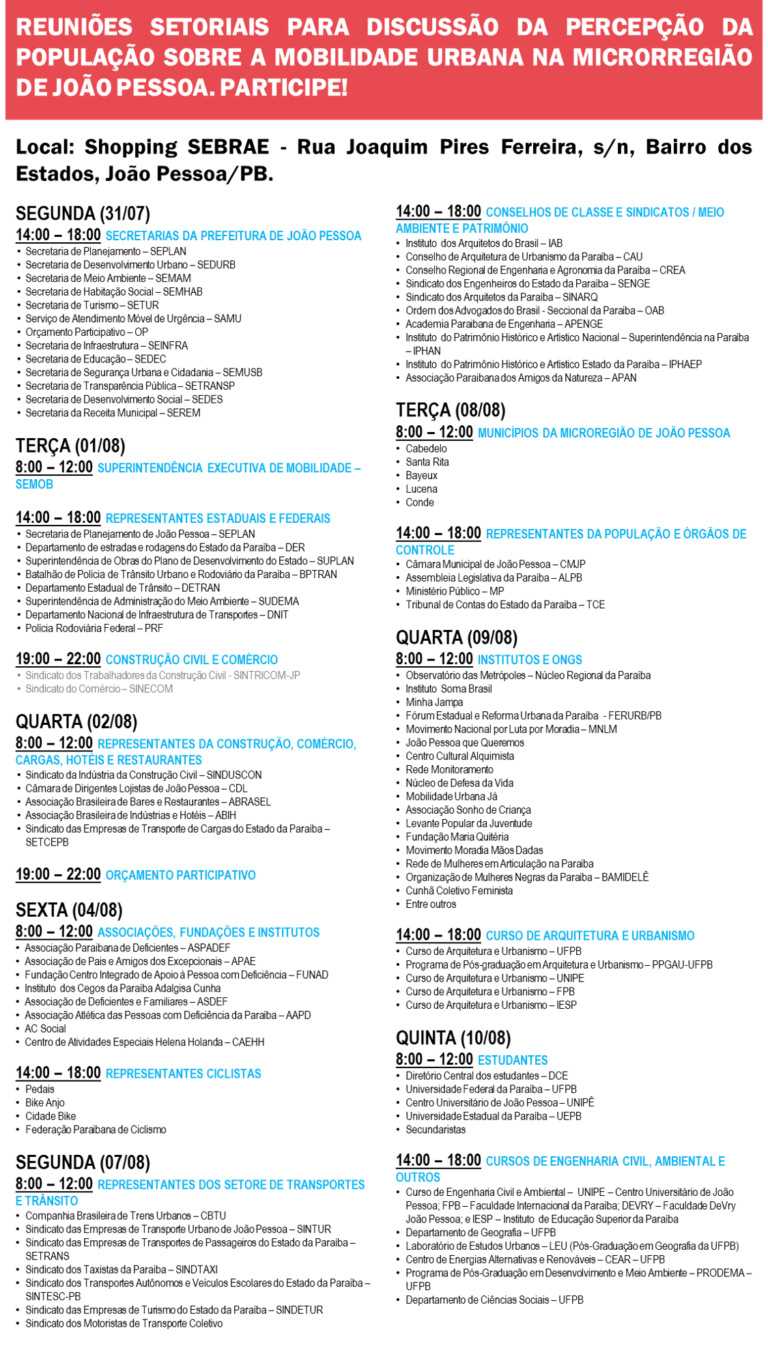 REUNIÕES SETORIAIS PARA DISCUSSÃO DA PERCEPÇÃO DA
POPULAÇÃO SOBRE A MOBILIDADE URBANA NA MICRORREGIÃO
DE JOÃO PESSOA. PARTICIPE!
Local: Shopping SEBRAE - Rua Joaquim Pires Ferreira, s/n, Bairro dos
Estados, João Pessoa/PB.
SEGUNDA (31/07)
14:00 – 18:00 SECRETARIAS DA PREFEITURA DE JOÃO PESSOA
• Secretaria de Planejamento – SEPLAN
• Secretaria de Desenvolvimento Urbano – SEDURB
• Secretaria de Meio Ambiente – SEMAM
• Secretaria de Habitação Social – SEMHAB
• Secretaria de Turismo – SETUR
• Serviço de Atendimento Móvel de Urgência – SAMU
• Orçamento Participativo – OP
• Secretaria de Infraestrutura – SEINFRA
• Secretaria de Educação – SEDEC
• Secretaria de Segurança Urbana e Cidadania – SEMUSB
• Secretaria de Transparência Pública – SETRANSP
• Secretaria de Desenvolvimento Social – SEDES
• Secretaria da Receita Municipal – SEREM
TERÇA (01/08)
8:00 – 12:00 SUPERINTENDÊNCIA EXECUTIVA DE MOBILIDADE –
SEMOB
14:00 – 18:00 REPRESENTANTES ESTADUAIS E FEDERAIS
• Secretaria de Planejamento de João Pessoa – SEPLAN
• Departamento de estradas e rodagens do Estado da Paraíba – DER
• Superintendência de Obras do Plano de Desenvolvimento do Estado – SUPLAN
• Batalhão de Polícia de Trânsito Urbano e Rodoviário da Paraíba – BPTRAN
• Departamento Estadual de Trânsito – DETRAN
• Superintendência de Administração do Meio Ambiente – SUDEMA
• Departamento Nacional de Infraestrutura de Transportes – DNIT
• Polícia Rodoviária Federal – PRF
19:00 – 22:00 CONSTRUÇÃO CIVIL E COMÉRCIO
• Sindicato dos Trabalhadores da Construção Civil - SINTRICOM-JP
• Sindicato do Comércio – SINECOM
QUARTA (02/08)
8:00 – 12:00 REPRESENTANTES DA CONSTRUÇÃO, COMÉRCIO,
CARGAS, HOTÉIS E RESTAURANTES
• Sindicato da Indústria da Construção Civil – SINDUSCON
• Câmara de Dirigentes Lojistas de João Pessoa – CDL
• Associação Brasileira de Bares e Restaurantes – ABRASEL
• Associação Brasileira de Indústrias e Hotéis – ABIH
• Sindicato das Empresas de Transporte de Cargas do Estado da Paraíba –
SETCEPB
19:00 – 22:00 ORÇAMENTO PARTICIPATIVO
SEXTA (04/08)
8:00 – 12:00 ASSOCIAÇÕES, FUNDAÇÕES E INSTITUTOS
• Associação Paraibana de Deficientes – ASPADEF
• Associação de Pais e Amigos dos Excepcionais – APAE
• Fundação Centro Integrado de Apoio à Pessoa com Deficiência – FUNAD
• Instituto dos Cegos da Paraíba Adalgisa Cunha
• Associação de Deficientes e Familiares – ASDEF
• Associação Atlética das Pessoas com Deficiência da Paraíba – AAPD
• AC Social
• Centro de Atividades Especiais Helena Holanda – CAEHH
14:00 – 18:00 REPRESENTANTES CICLISTAS
• Pedais
• Bike Anjo
• Cidade Bike
• Federação Paraibana de Ciclismo
SEGUNDA (07/08)
8:00 – 12:00 REPRESENTANTES DOS SETORE DE TRANSPORTES
E TRÂNSITO
• Companhia Brasileira de Trens Urbanos – CBTU
• Sindicato das Empresas de Transporte Urbano de João Pessoa – SINTUR
• Sindicato das Empresas de Transportes de Passageiros do Estado da Paraíba –
SETRANS
• Sindicato dos Taxistas da Paraíba – SINDTAXI
• Sindicato dos Transportes Autônomos e Veículos Escolares do Estado da Paraíba –
SINTESC-PB
• Sindicato das Empresas de Turismo do Estado da Paraíba – SINDETUR
• Sindicato dos Motoristas de Transporte Coletivo
14:00 – 18:00 CONSELHOS DE CLASSE E SINDICATOS / MEIO
AMBIENTE E PATRIMÔNIO
• Instituto dos Arquitetos do Brasil – IAB
• Conselho de Arquitetura de Urbanismo da Paraíba – CAU
• Conselho Regional de Engenharia e Agronomia da Paraíba – CREA
• Sindicato dos Engenheiros do Estado da Paraíba – SENGE
• Sindicato dos Arquitetos da Paraíba – SINARQ
• Ordem dos Advogados do Brasil - Seccional da Paraíba – OAB
• Academia Paraibana de Engenharia – APENGE
• Instituto do Patrimônio Histórico e Artístico Nacional – Superintendência na Paraíba
– IPHAN
• Instituto do Patrimônio Histórico e Artístico Estado da Paraíba – IPHAEP
• Associação Paraibana dos Amigos da Natureza – APAN
TERÇA (08/08)
8:00 – 12:00 MUNICÍPIOS DA MICROREGIÃO DE JOÃO PESSOA
• Cabedelo
• Santa Rita
• Bayeux
• Lucena
• Conde
14:00 – 18:00 REPRESENTANTES DA POPULAÇÃO E ÓRGÃOS DE
CONTROLE
• Câmara Municipal de João Pessoa – CMJP
• Assembleia Legislativa da Paraíba – ALPB
• Ministério Público – MP
• Tribunal de Contas do Estado da Paraíba – TCE
QUARTA (09/08)
8:00 – 12:00 INSTITUTOS E ONGS
• Observatório das Metrópoles – Núcleo Regional da Paraíba
• Instituto Soma Brasil
• Minha Jampa
• Fórum Estadual e Reforma Urbana da Paraíba - FERURB/PB
• Movimento Nacional por Luta por Moradia – MNLM
• João Pessoa que Queremos
• Centro Cultural Alquimista
• Rede Monitoramento
• Núcleo de Defesa da Vida
• Mobilidade Urbana Já
• Associação Sonho de Criança
• Levante Popular da Juventude
• Fundação Maria Quitéria
• Movimento Moradia Mãos Dadas
• Rede de Mulheres em Articulação na Paraíba
• Organização de Mulheres Negras da Paraíba – BAMIDELÊ
• Cunhã Coletivo Feminista
• Entre outros
14:00 – 18:00 CURSO DE ARQUITETURA E URBANISMO
• Curso de Arquitetura e Urbanismo – UFPB
• Programa de Pós-graduação em Arquitetura e Urbanismo – PPGAU-UFPB
• Curso de Arquitetura e Urbanismo – UNIPE
• Curso de Arquitetura e Urbanismo – FPB
• Curso de Arquitetura e Urbanismo – IESP
QUINTA (10/08)
8:00 – 12:00 ESTUDANTES
• Diretório Central dos estudantes – DCE
• Universidade Federal da Paraíba – UFPB
• Centro Universitário de João Pessoa – UNIPÊ
• Universidade Estadual da Paraíba – UEPB
• Secundaristas
14:00 – 18:00 CURSOS DE ENGENHARIA CIVIL, AMBIENTAL E
OUTROS
• Curso de Engenharia Civil e Ambiental – UNIPE – Centro Universitário de João
Pessoa; FPB – Faculdade Internacional da Paraíba; DEVRY – Faculdade DeVry
João Pessoa; e IESP – Instituto de Educação Superior da Paraíba
• Departamento de Geografia – UFPB
• Laboratório de Estudos Urbanos – LEU (Pós-Graduação em Geografia da UFPB)
• Centro de Energias Alternativas e Renováveis – CEAR – UFPB
• Programa de Pós-Graduação em Desenvolvimento e Meio Ambiente – PRODEMA –
UFPB
• Departamento de Ciências Sociais – UFPB